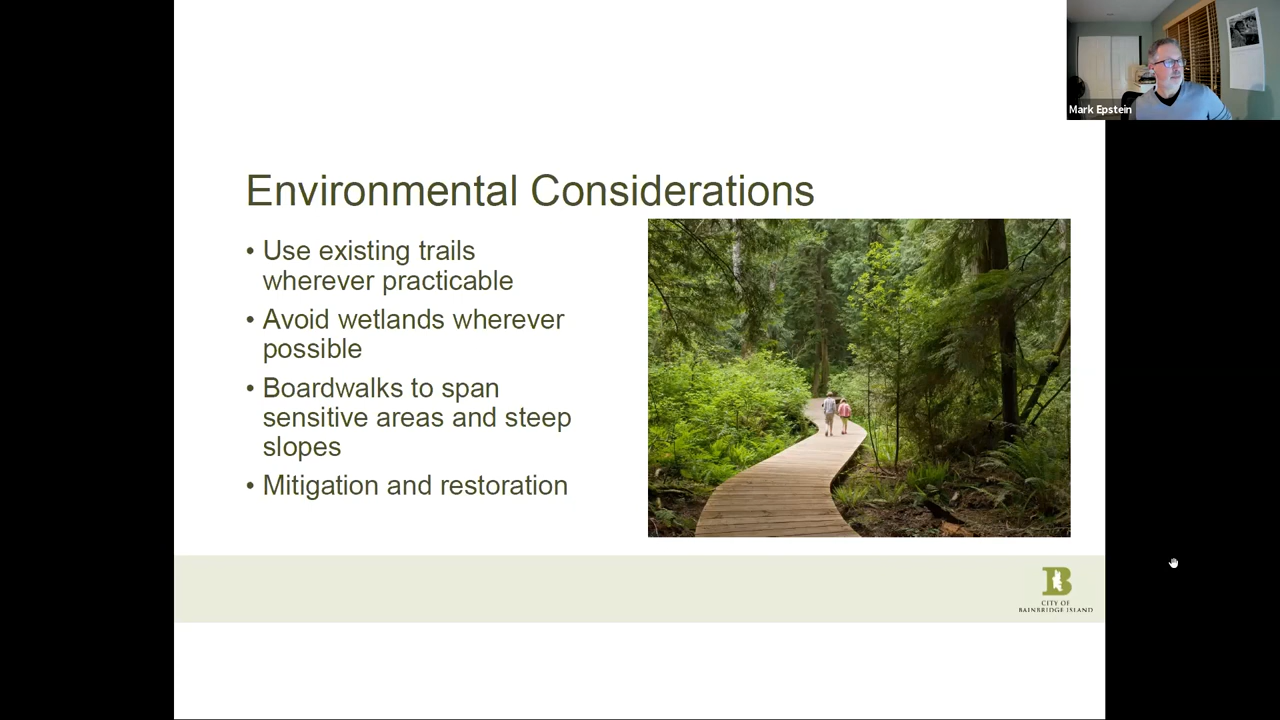 Mark Epstein
Environmental Considerations
• Use existing trails
wherever practicable
• Avoid wetlands wherever
possible
• Boardwalks to span
sensitive areas and steep
slopes
• Mitigation and restoration
B
CITY OF
BAINBRIDGE ISLAND